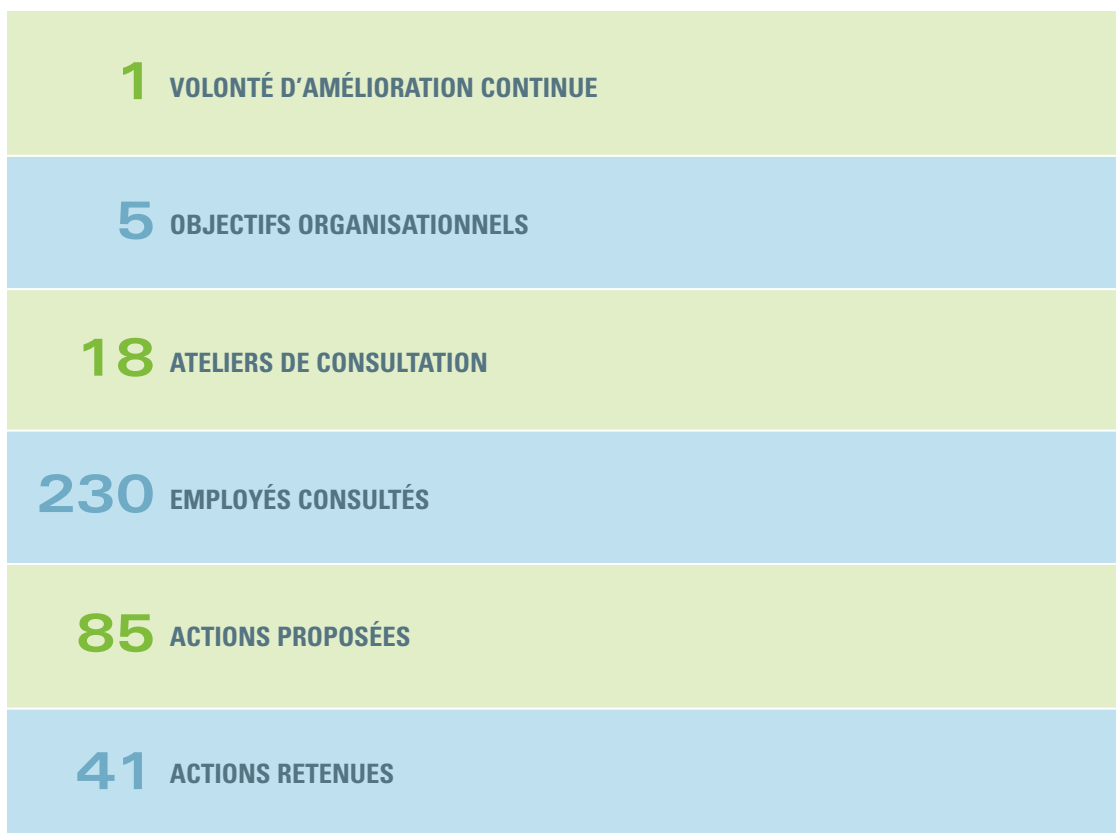 1 VOLONTÉ D’AMÉLIORATION CONTINUE
5 OBJECTIFS ORGANISATIONNELS
18 ATELIERS DE CONSULTATION
230 EMPLOYÉS CONSULTÉS
85 ACTIONS PROPOSÉES
41 ACTIONS RETENUES